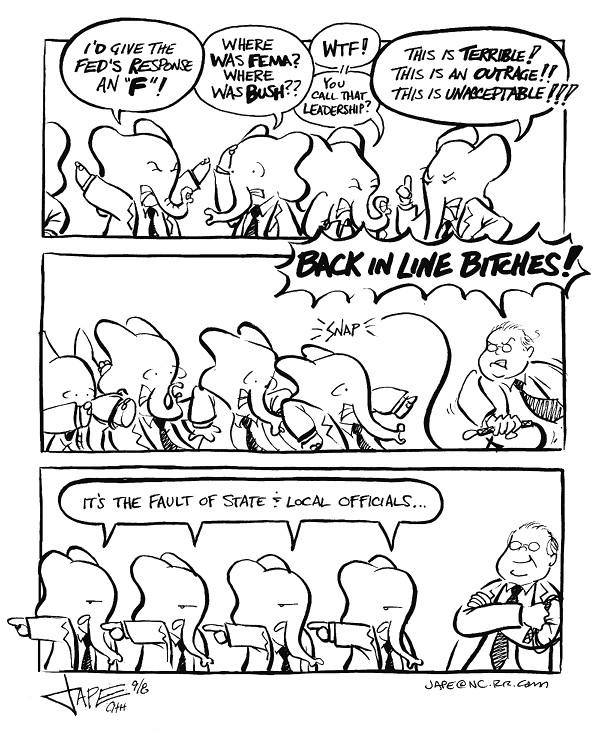 I'D GIVE THE
FED'S RESPONSE
AN "F"!
WHERE
WAS FEMA?
WHERE
WAS BUSH??
WTF!
YOU
CALL THAT
LEADERSHIP?
THIS IS TERRIBLE!
THIS IS AN OUTRAGE!!
THIS IS UNACCEPTABLE!!!
BACK IN LINE BITCHES!
SNAP
IT'S THE FAULT OF STATE & LOCAL OFFICIALS...
JAPE 9/8
JAPE@NC.RR.COM